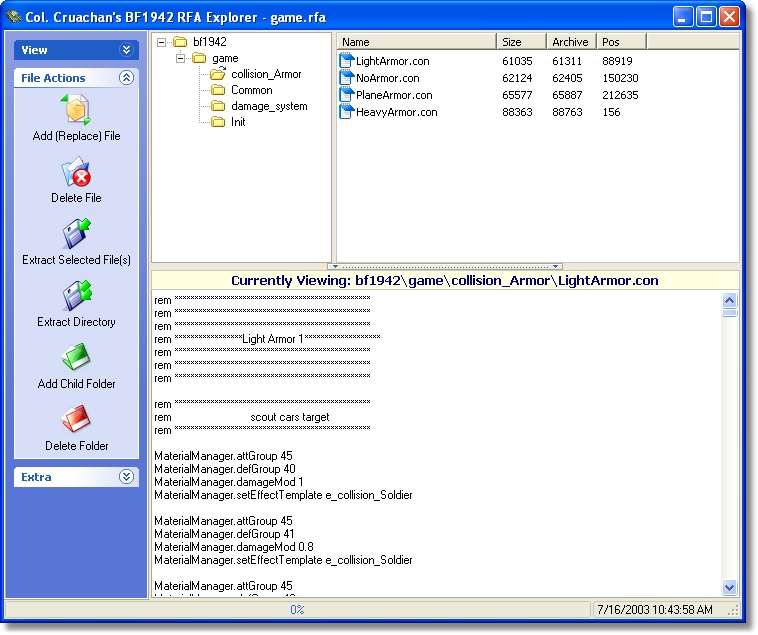 Col. Cruachan's BF1942 RFA Explorer - game.rfa
View
File Actions
Add (Replace) File
Delete File
Extract Selected File(s)
Extract Directory
Add Child Folder
Delete Folder
Extra
bf1942
game
collision_Armor
Common
damage_system
Init
Name Size Archive Pos
LightArmor.con 61035 61311 88919
NoArmor.con 62124 62405 150230
PlaneArmor.con 65577 65887 212635
HeavyArmor.con 88363 88763 156
Currently Viewing: bf1942\game\collision_Armor\LightArmor.con
rem
rem
rem
rem Light Armor 1
rem
rem
rem
rem
rem scout cars target
rem
MaterialManager.attGroup 45
MaterialManager.defGroup 40
MaterialManager.damageMod 1
MaterialManager.setEffectTemplate e_collision_Soldier
MaterialManager.attGroup 45
MaterialManager.defGroup 41
MaterialManager.damageMod 0.8
MaterialManager.setEffectTemplate e_collision_Soldier
MaterialManager.attGroup 45
0%
7/16/2003 10:43:58 AM